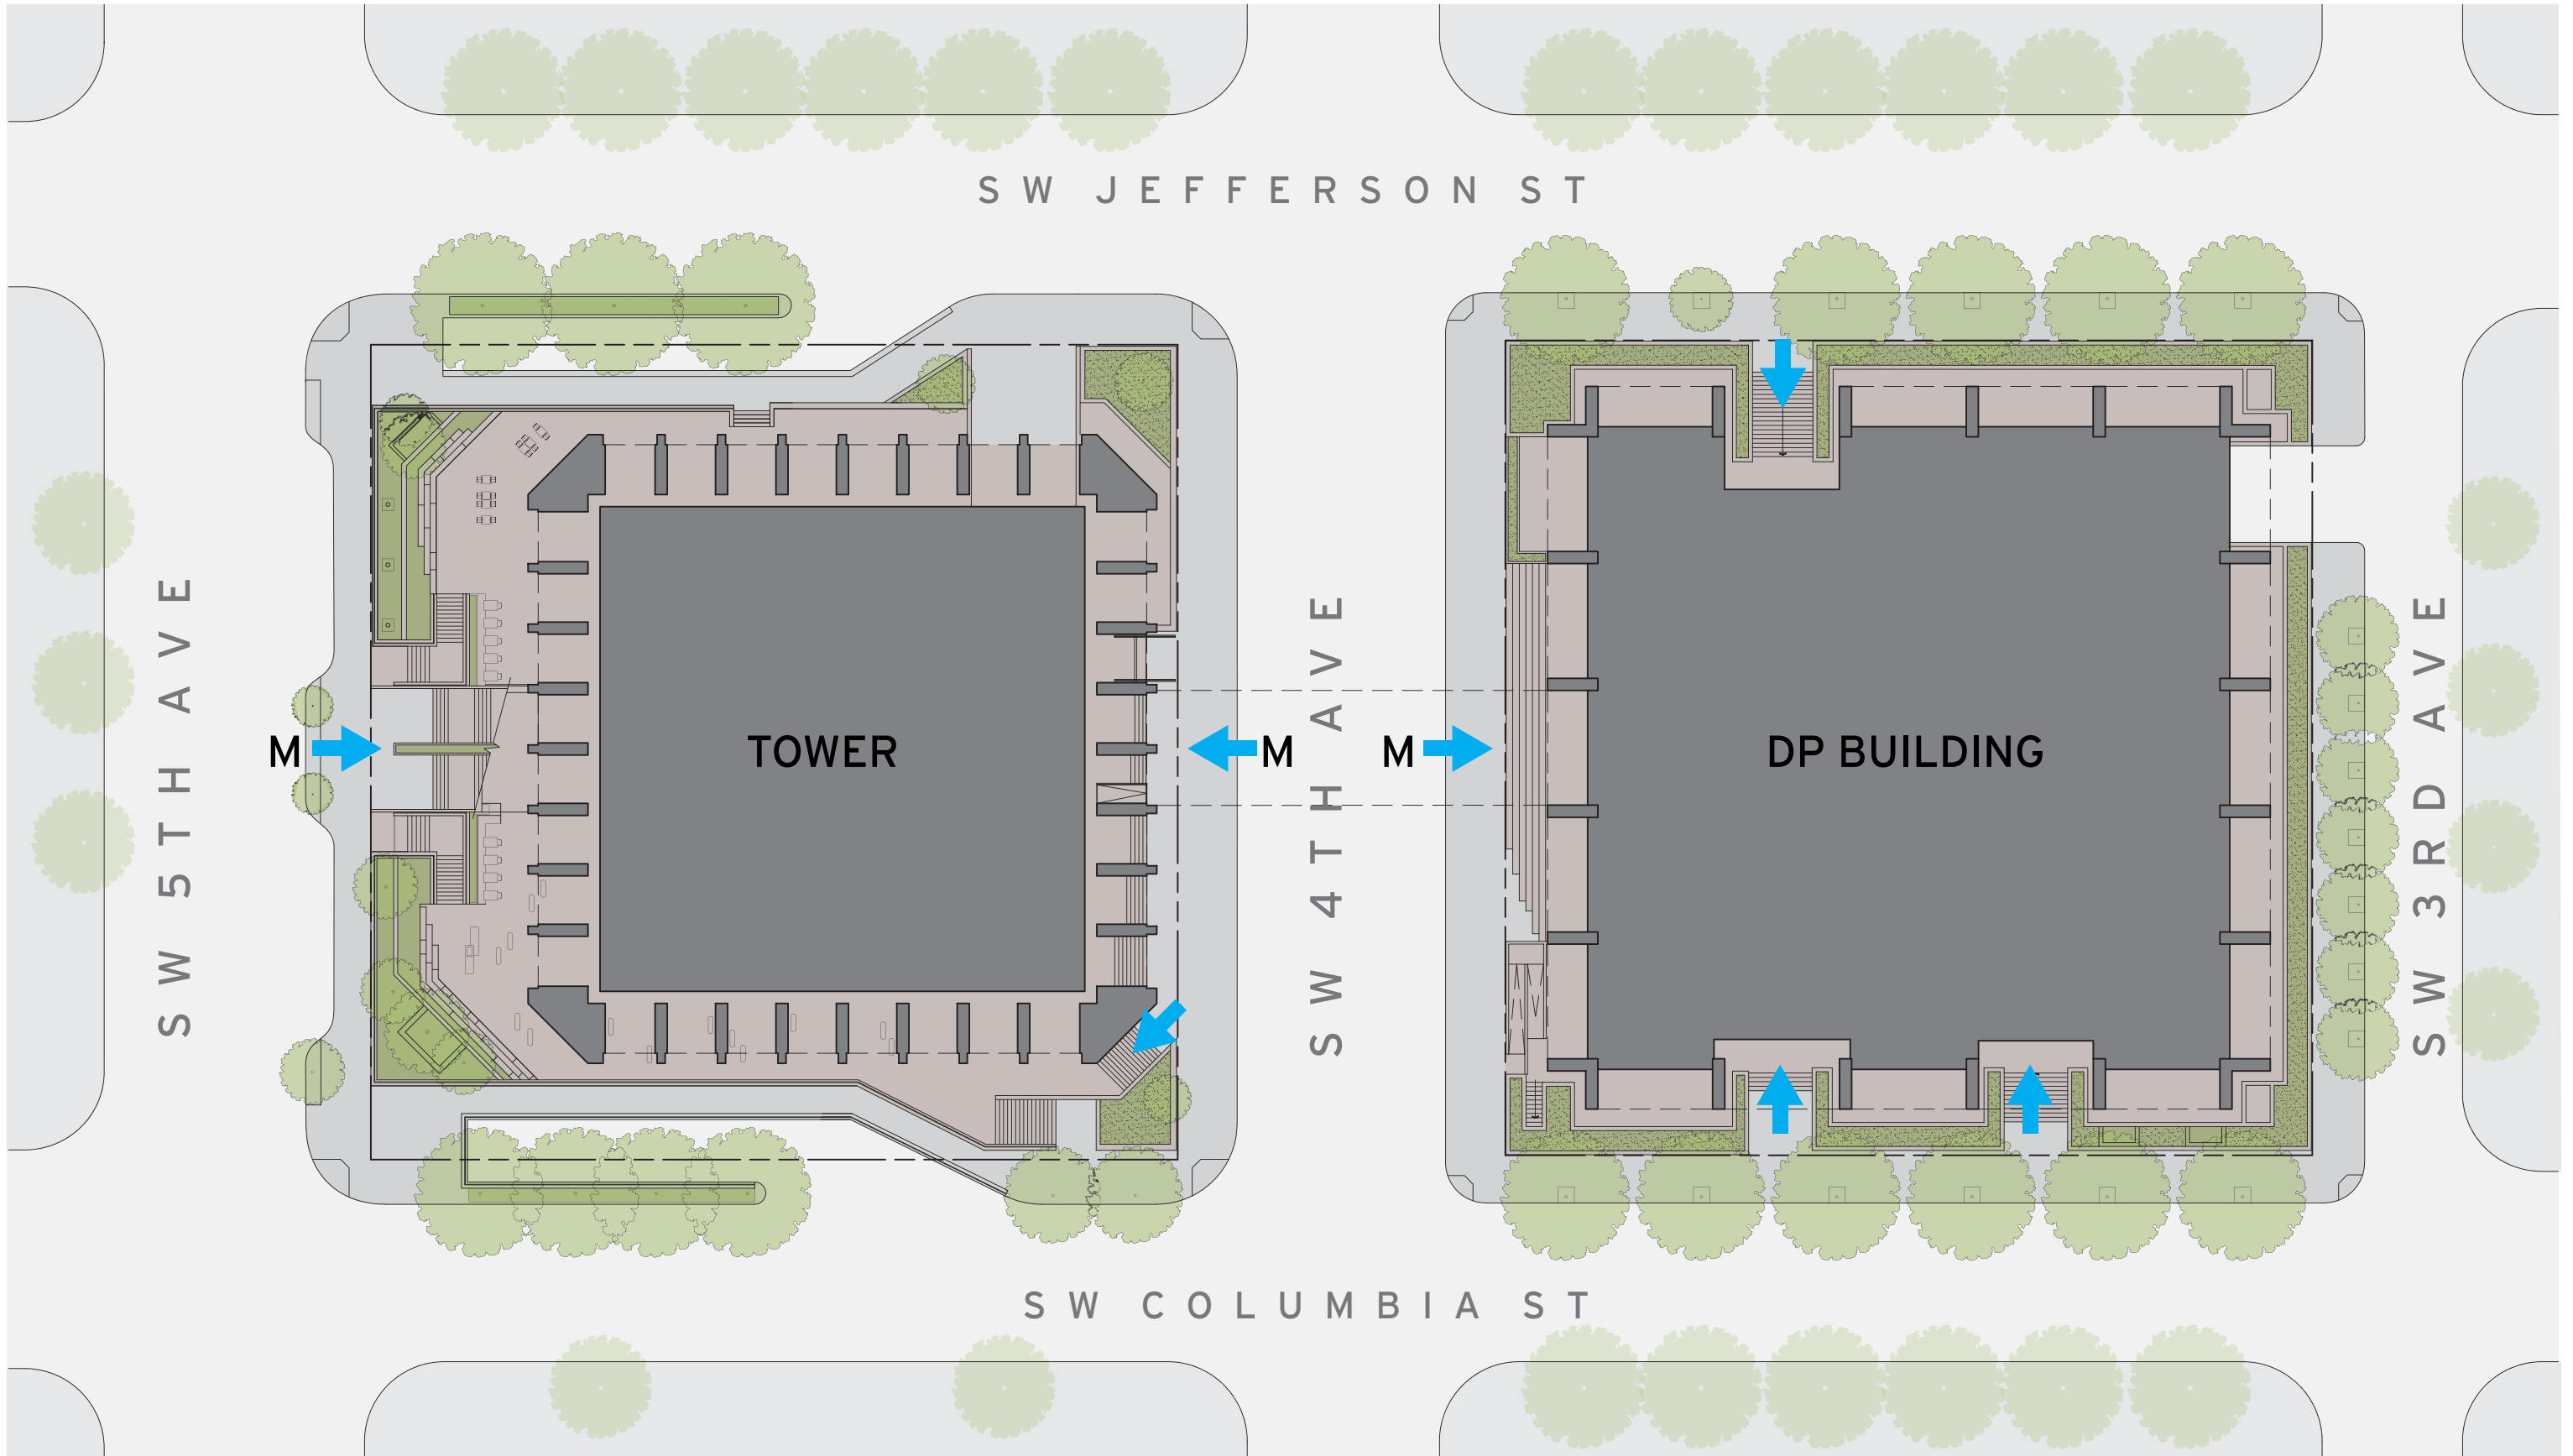 SW JEFFERSON ST
SW 5TH AVE
M
TOWER
M
SW 4TH AVE
M
DP BUILDING
SW 3RD AVE
SW COLUMBIA ST